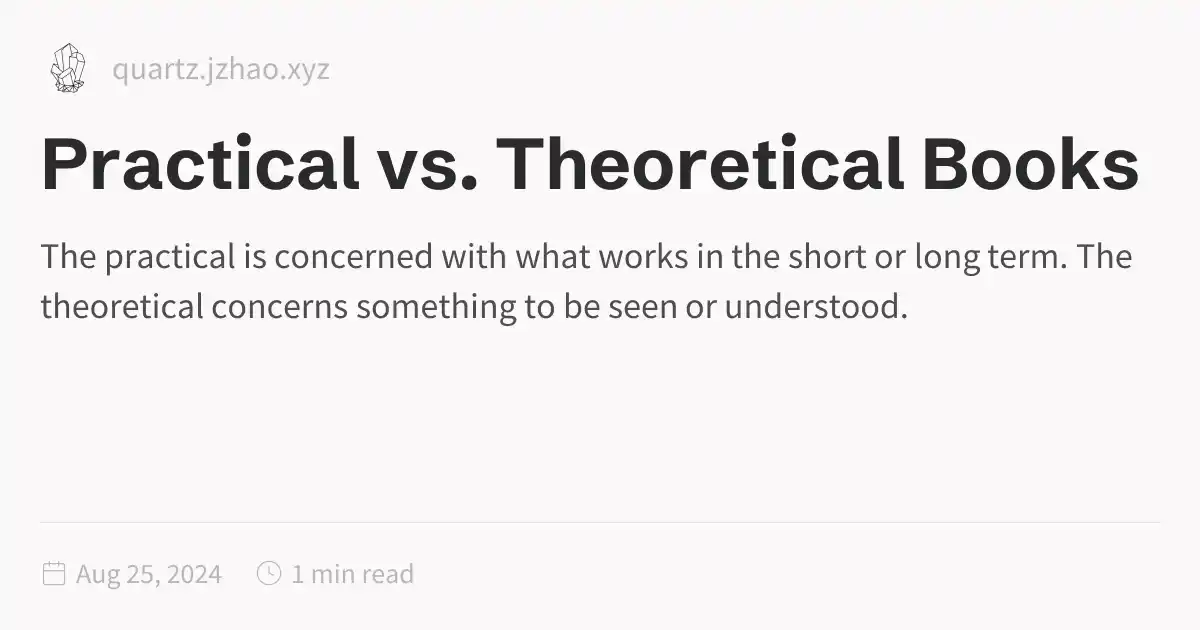 quartz.jzhao.xyz
Practical vs. Theoretical Books
The practical is concerned with what works in the short or long term. The
theoretical concerns something to be seen or understood.
Aug 25, 2024 1 min read